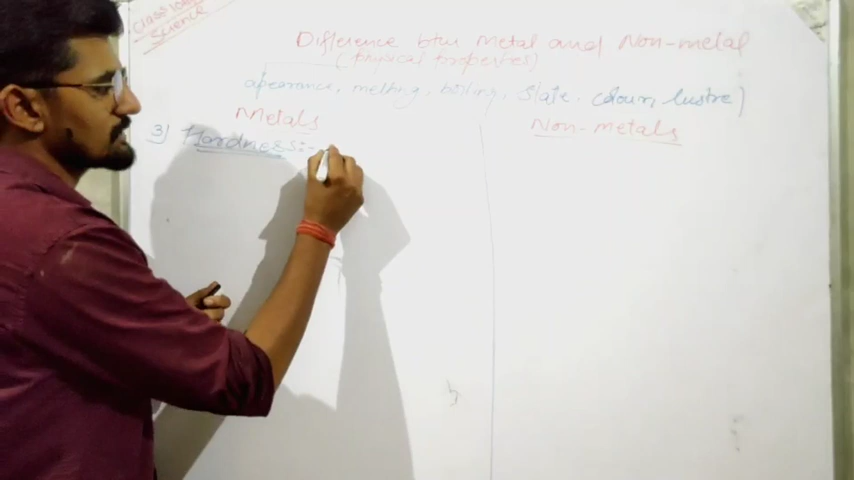 Class
Science
Difference btw Metal and Non-metal
(physical properties)
apearance, melting, boiling, State, colour lustre)
Metals
Non-metals
3) Hardness:-